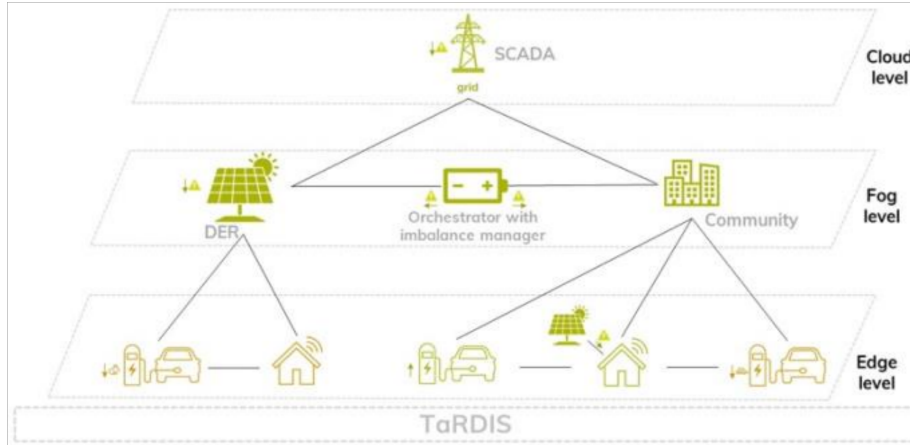 SCADA
Cloud
level
grid
Fog
level
DER
Orchestrator with
imbalance manager
Community
Edge
level
TaRDIS